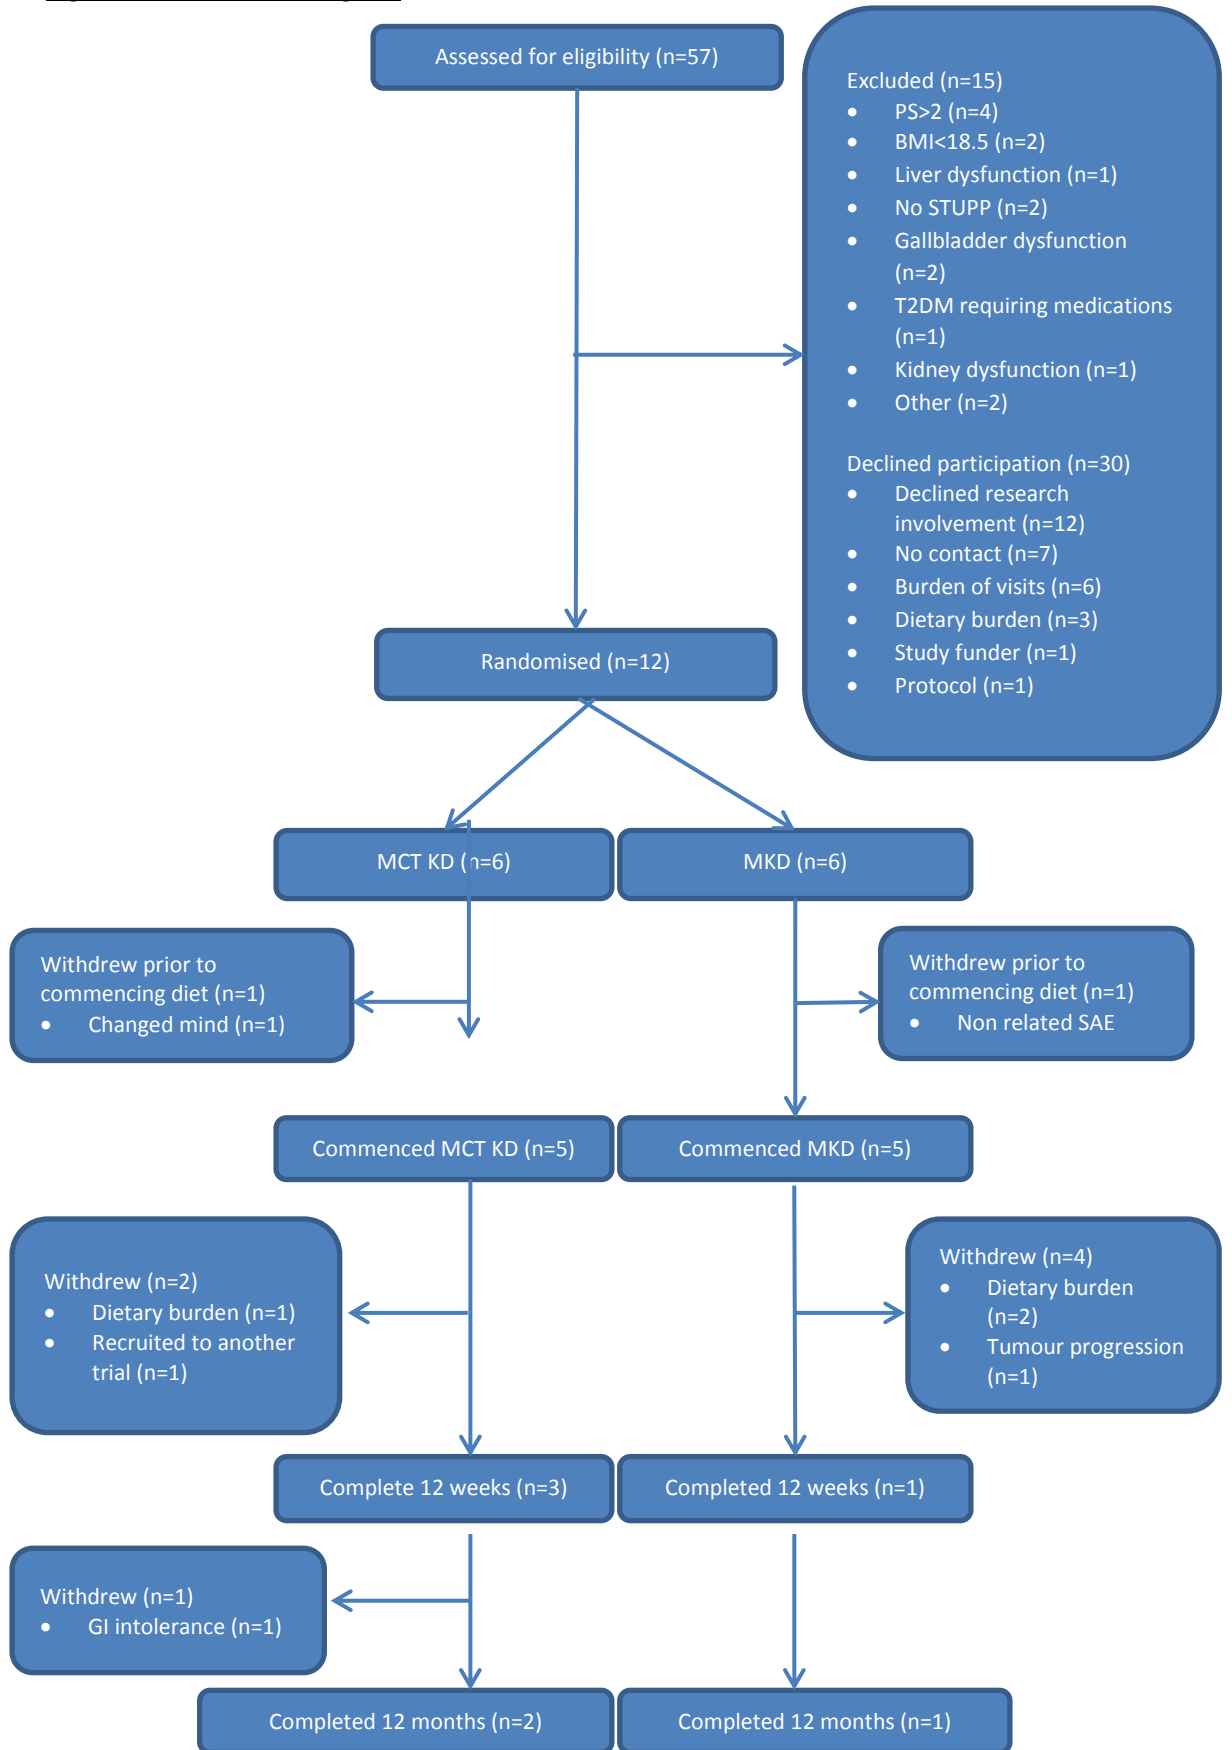 Assessed for eligibility (n=57)
Excluded (n=15)
• PS>2 (n=4)
• BMI<18.5 (n=2)
• Liver dysfunction (n=1)
• No STUPP (n=2)
• Gallbladder dysfunction
(n=2)
• T2DM requiring medications
(n=1)
• Kidney dysfunction (n=1)
• Other (n=2)
Declined participation (n=30)
• Declined research
involvement (n=12)
• No contact (n=7)
• Burden of visits (n=6)
• Dietary burden (n=3)
• Study funder (n=1)
• Protocol (n=1)
Randomised (n=12)
MCT KD (n=6)
MKD (n=6)
Withdrew prior to
commencing diet (n=1)
• Changed mind (n=1)
Withdrew prior to
commencing diet (n=1)
• Non related SAE
Commenced MCT KD (n=5)
Commenced MKD (n=5)
Withdrew (n=2)
• Dietary burden (n=1)
• Recruited to another
trial (n=1)
Withdrew (n=4)
• Dietary burden
(n=2)
• Tumour progression
(n=1)
Complete 12 weeks (n=3)
Completed 12 weeks (n=1)
Withdrew (n=1)
• GI intolerance (n=1)
Completed 12 months (n=2)
Completed 12 months (n=1)